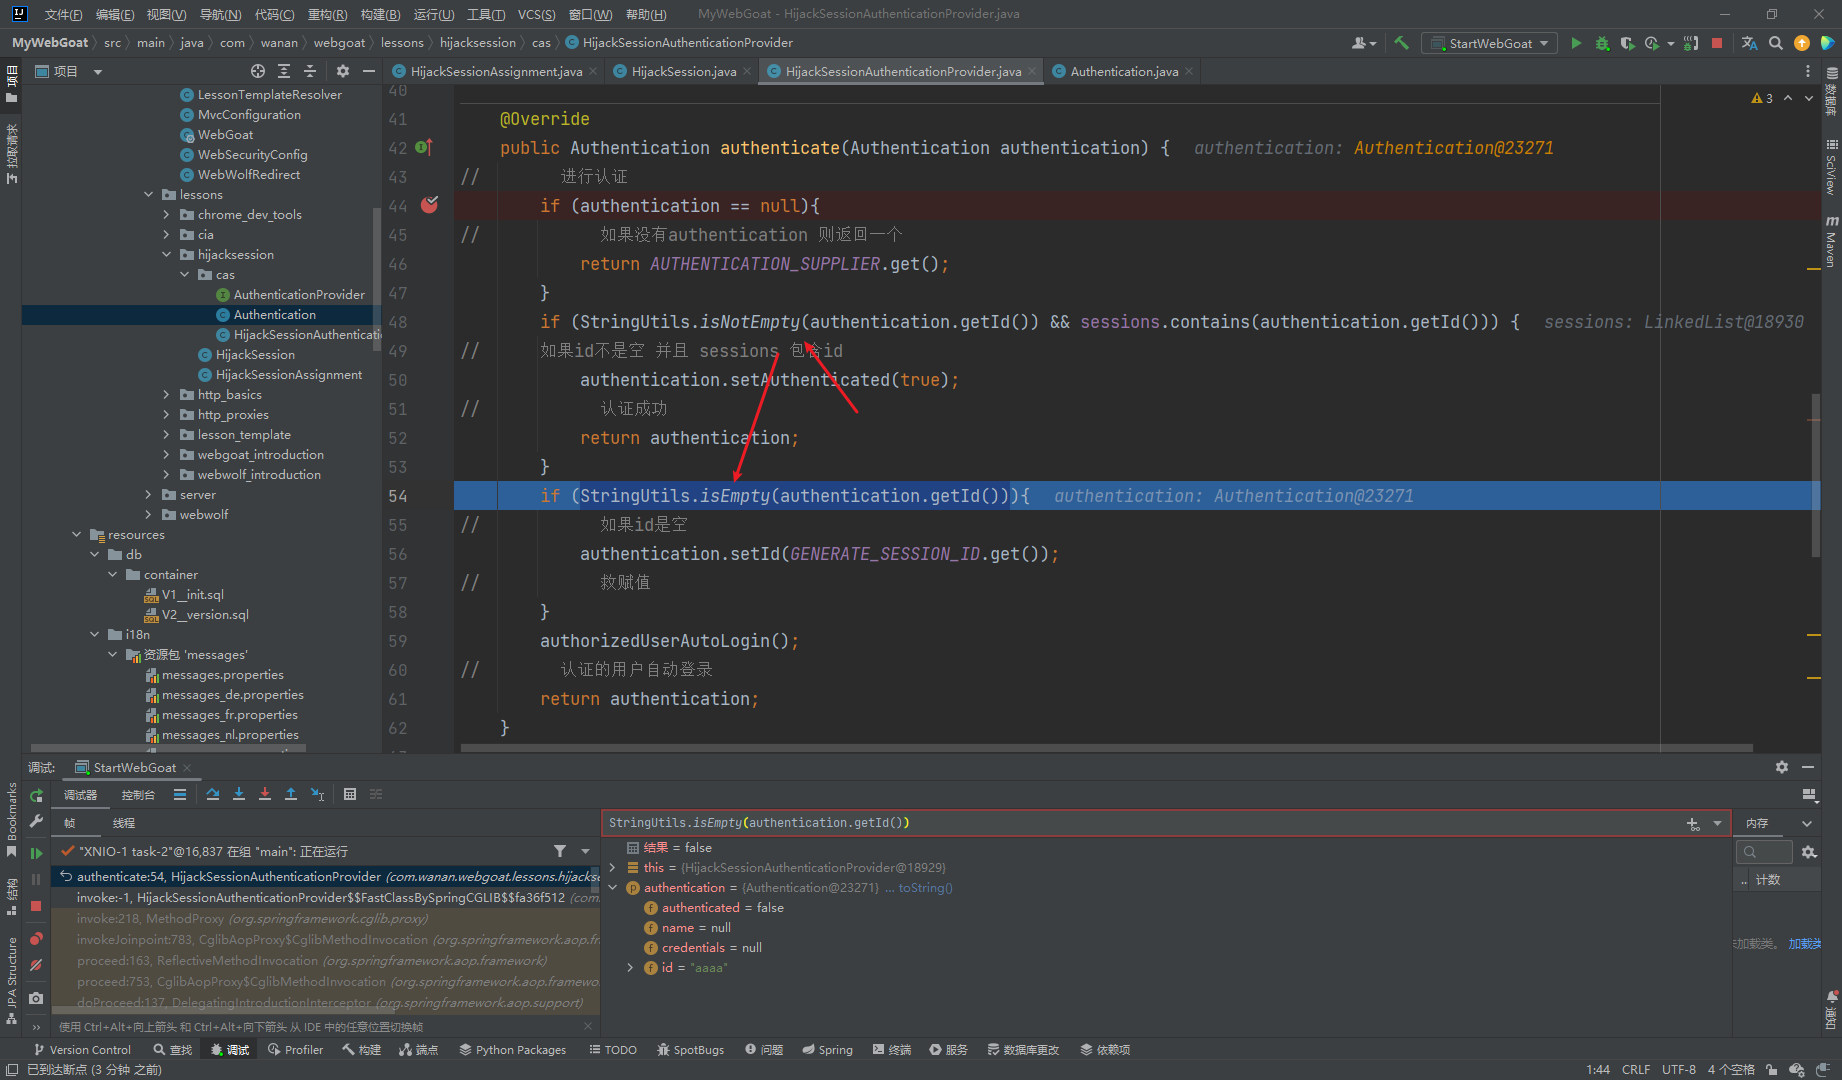 文件(F) 编辑(E) 视图(V) 导航(N) 代码(C) 重构(R) 构建(B) 运行(U) 工具(T) VCS(S) 窗口(W) 帮助(H) MyWebGoat - HijackSessionAuthenticationProvider.java
MyWebGoat src main java com wanan webgoat lessons hijacksession cas HijackSessionAuthenticationProvider StartWebGoat
项目
HijackSessionAssignment.java HijackSession.java HijackSessionAuthenticationProvider.java Authentication.java
项目
拉取请求
LessonTemplateResolver
MvcConfiguration
WebGoat
WebSecurityConfig
WebWolfRedirect
lessons
chrome_dev_tools
cia
hijacksession
cas
AuthenticationProvider
Authentication
HijackSessionAuthenticati
HijackSession
HijackSessionAssignment
http_basics
http_proxies
lesson_template
webgoat_introduction
webwolf_introduction
server
webwolf
resources
db
container
V1__init.sql
V2__version.sql
i18n
资源包 'messages'
messages.properties
messages_de.properties
messages_fr.properties
messages_nl.properties
3
40
41 @Override
42 public Authentication authenticate(Authentication authentication) { authentication: Authentication@23271
43 // 进行认证
44 if (authentication == null){
45 // 如果没有authentication 则返回一个
46 return AUTHENTICATION_SUPPLIER.get();
47 }
48 if (StringUtils.isNotEmpty(authentication.getId()) && sessions.contains(authentication.getId())) { sessions: LinkedList@18930
49 // 如果id不是空 并且 sessions 包含id
50 authentication.setAuthenticated(true);
51 // 认证成功
52 return authentication;
53 }
54 if (StringUtils.isEmpty(authentication.getId())){ authentication: Authentication@23271
55 // 如果id是空
56 authentication.setId(GENERATE_SESSION_ID.get());
57 // 救赋值
58 }
59 authorizedUserAutoLogin();
60 // 认证的用户自动登录
61 return authentication;
62 }
数据库
SciView
Maven
通知
调试: StartWebGoat
调试器 控制台
帧 线程
"XNIO-1 task-2"@16,837 在组 "main": 正在运行
authenticate:54, HijackSessionAuthenticationProvider (com.wanan.webgoat.lessons.hijackse
invoke:-1, HijackSessionAuthenticationProvider$$FastClassBySpringCGLIB$$fa36f512 (com
invoke:218, MethodProxy (org.springframework.cglib.proxy)
invokeJoinpoint:783, CglibAopProxy$CglibMethodInvocation (org.springframework.aop.fr
proceed:163, ReflectiveMethodInvocation (org.springframework.aop.framework)
proceed:753, CglibAopProxy$CglibMethodInvocation (org.springframework.aop.framewo
doProceed:137, DelegatingIntroductionInterceptor (org.springframework.aop.support)
使用 Ctrl+Alt+向上箭头 和 Ctrl+Alt+向下箭头 从 IDE 中的任意位置切换帧
StringUtils.isEmpty(authentication.getId())
结果 = false
this = {HijackSessionAuthenticationProvider@18929}
authentication = {Authentication@23271} ... toString()
authenticated = false
name = null
credentials = null
id = "aaaa"
内存
.. 计数
未加载类。 加载类
Bookmarks
结构
JPA Structure
Version Control 查找 调试 Profiler 构建 端点 Python Packages TODO SpotBugs 问题 Spring 终端 服务 数据库更改 依赖项
已到达断点 (3 分钟 之前) 1:44 CRLF UTF-8 4 个空格